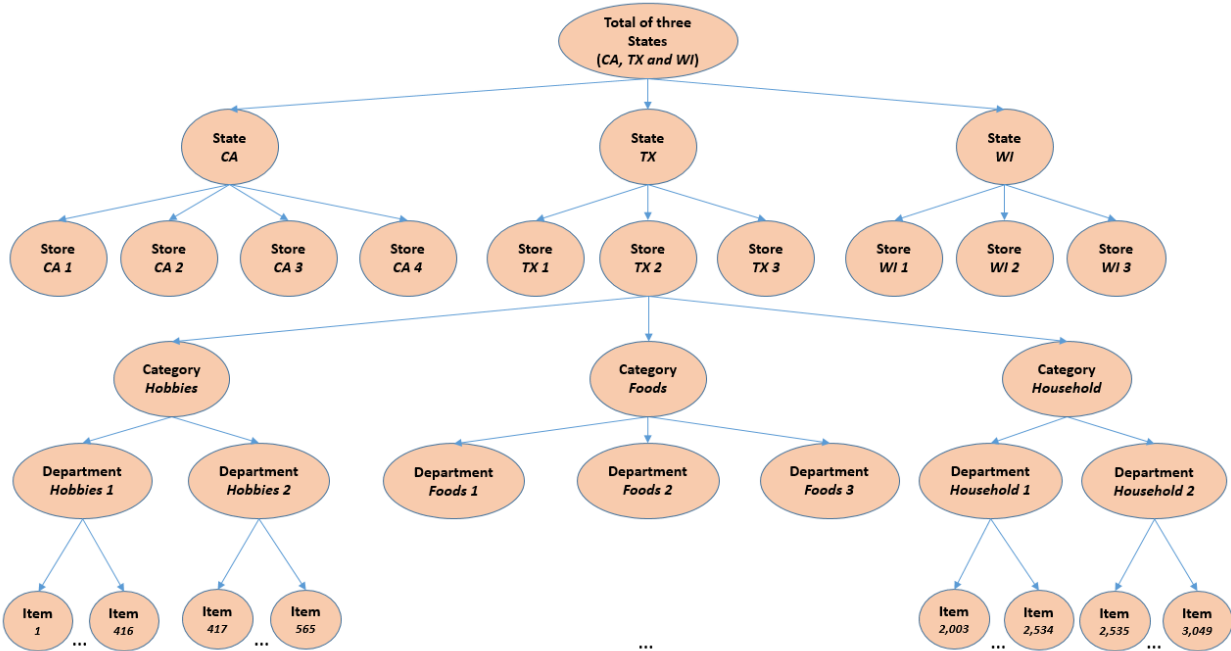 Total of three
States
(CA, TX and WI)
State
CA
State
TX
State
WI
Store
CA 1
Store
CA 2
Store
CA 3
Store
CA 4
Store
TX 1
Store
TX 2
Store
TX 3
Store
WI 1
Store
WI 2
Store
WI 3
Category
Hobbies
Category
Foods
Category
Household
Department
Hobbies 1
Department
Hobbies 2
Department
Foods 1
Department
Foods 2
Department
Foods 3
Department
Household 1
Department
Household 2
Item
1
...
Item
416
Item
417
...
Item
565
...
Item
2,003
...
Item
2,534
Item
2,535
...
Item
3,049